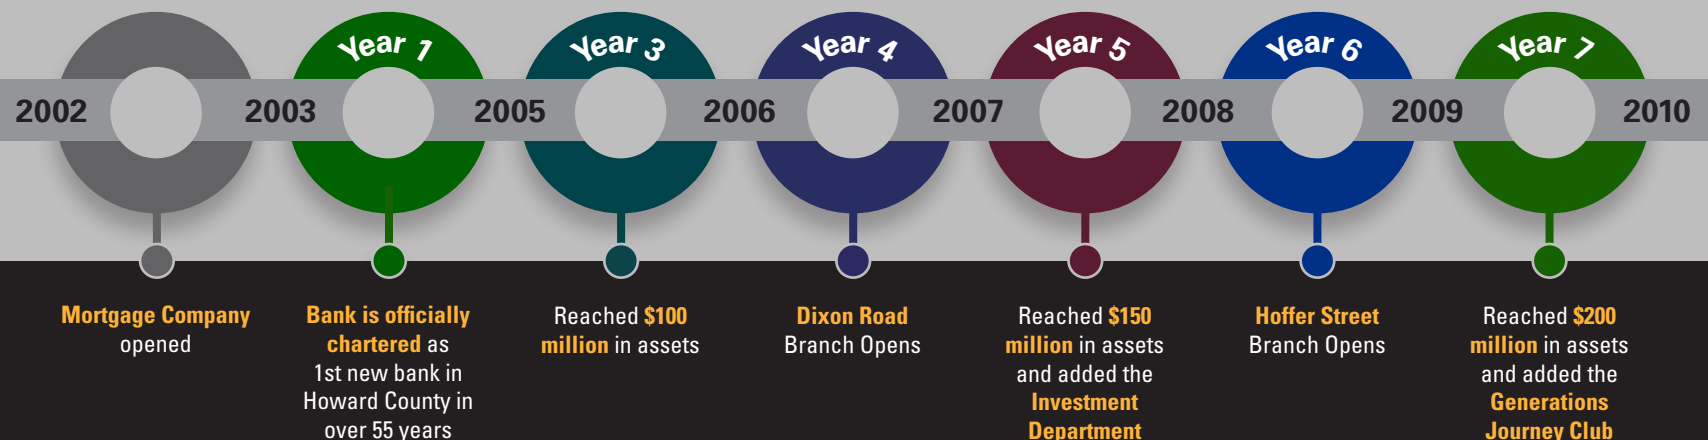 Year 1
Year 3
Year 4
Year 5
Year 6
Year 7
2002
2003
2005
2006
2007
2008
2009
2010
Mortgage Company
opened
Bank is officially
chartered as
1st new bank in
Howard County in
over 55 years
Reached $100
million in assets
Dixon Road
Branch Opens
Reached $150
million in assets
and added the
Investment
Department
Hoffer Street
Branch Opens
Reached $200
million in assets
and added the
Generations
Journey Club